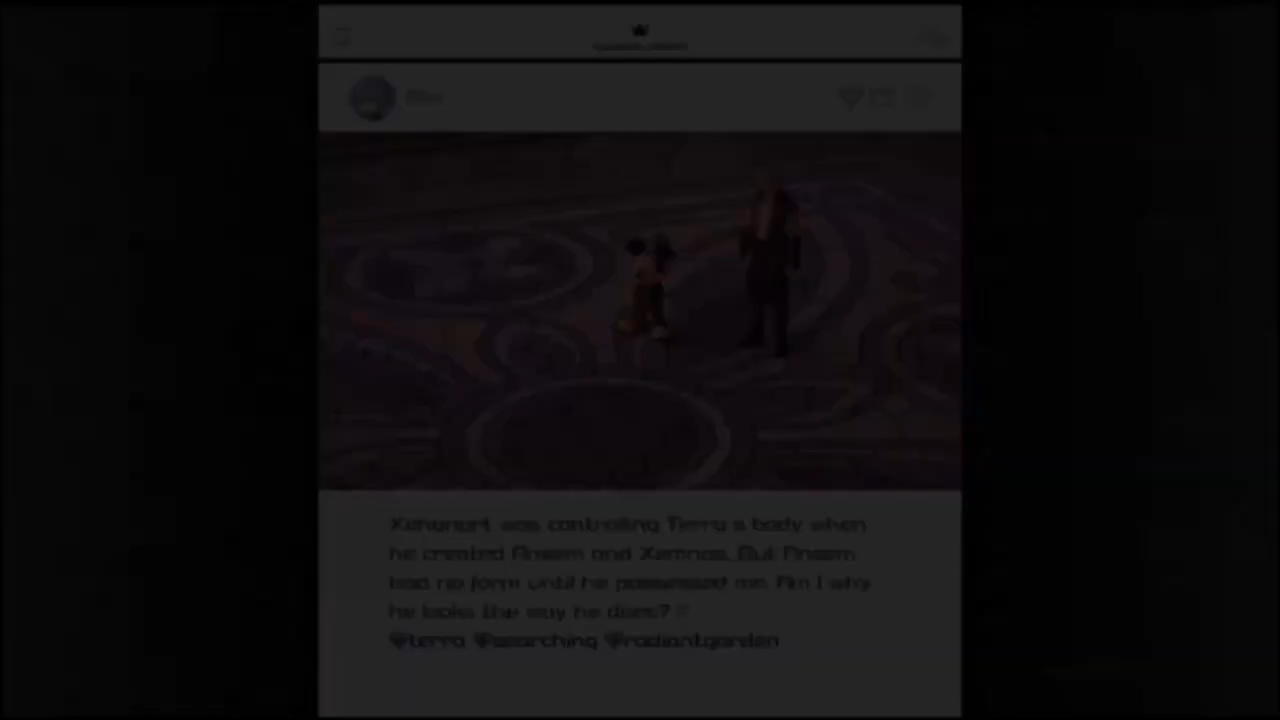 Xehanort was controlling Terra's body when
he created Ansem and Xemnas. But Ansem
had no form until he possessed me. Am I why
he looks the way he does?
terra searching radiantgarden